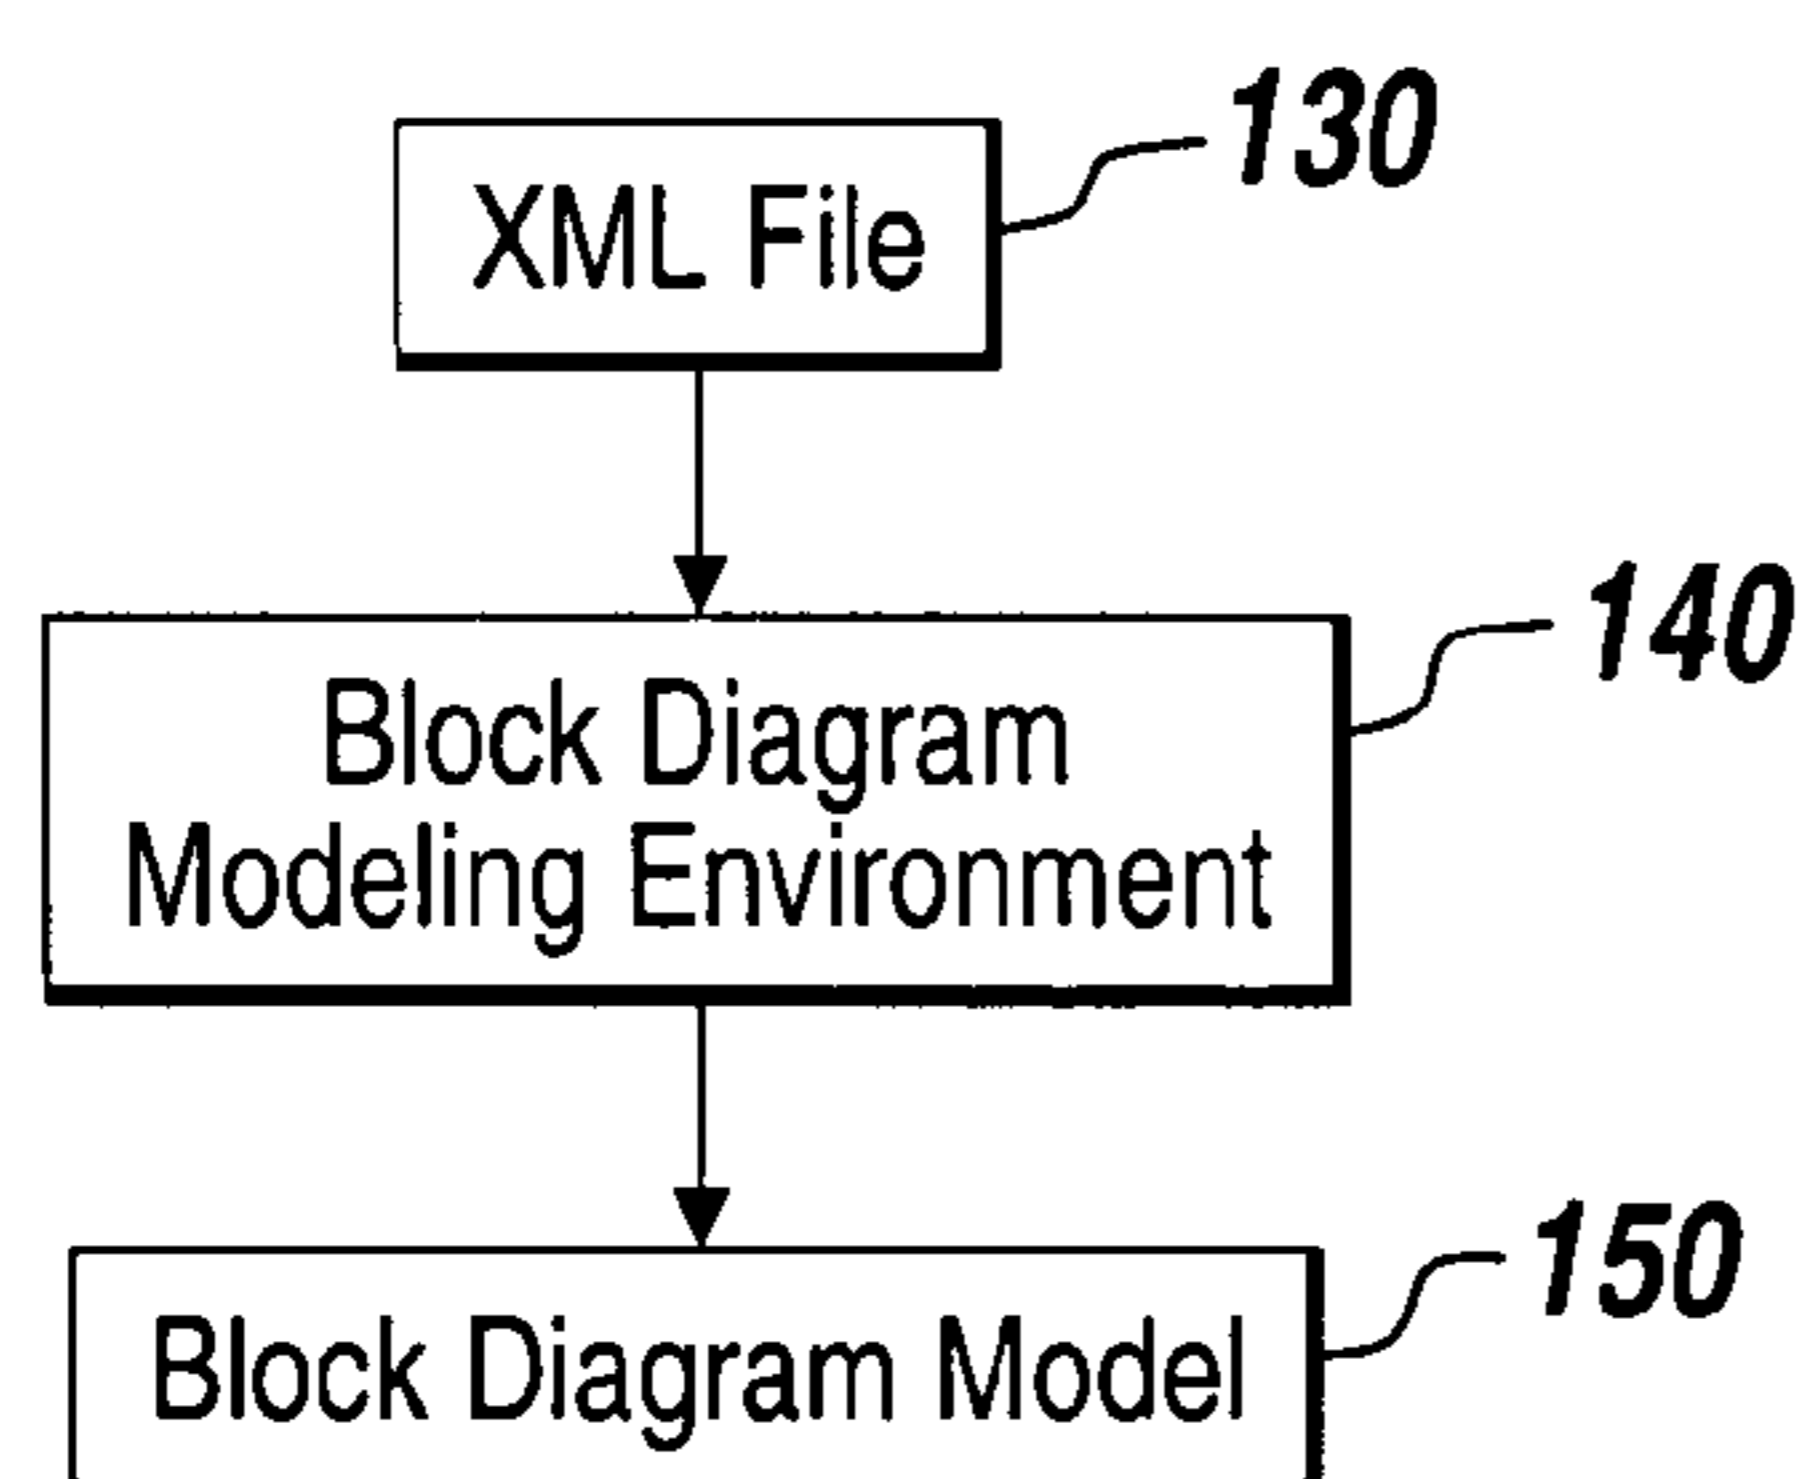 XML File
130
Block Diagram
Modeling Environment
140
Block Diagram Model
150